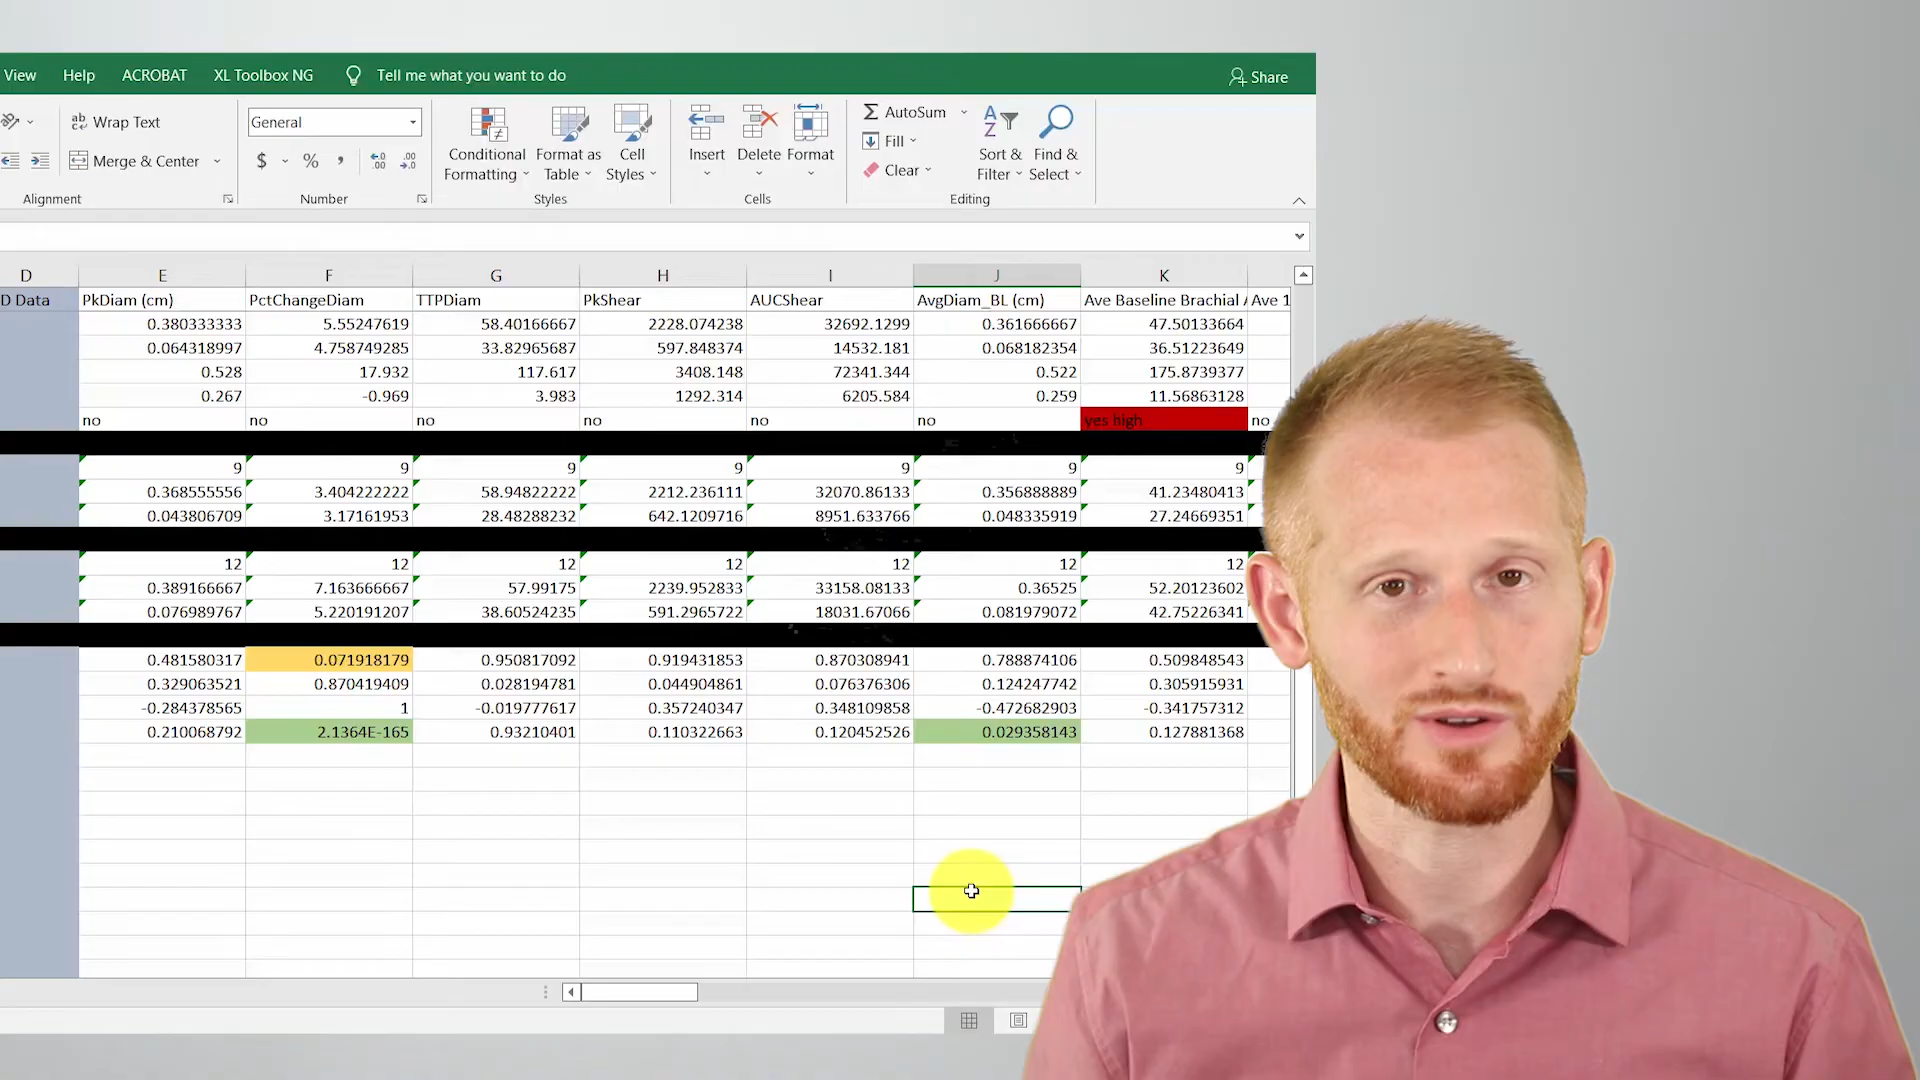 View Help ACROBAT XL Toolbox NG Tell me what you want to do Share
Wrap Text General AutoSum
Fill
Merge & Center $ % , Conditional Formatting Format as Table Cell Styles Insert Delete Format Clear Sort & Filter Find & Select
Alignment Number Styles Cells Editing
D E F G H I J K
D Data PkDiam (cm) PctChangeDiam TTPDiam PkShear AUCShear AvgDiam_BL (cm) Ave Baseline Brachial A Ave 1
0.380333333 5.55247619 58.40166667 2228.074238 32692.1299 0.361666667 47.50133664
0.064318997 4.758749285 33.82965687 597.848374 14532.181 0.068182354 36.51223649
0.528 17.932 117.617 3408.148 72341.344 0.522 175.8739377
0.267 -0.969 3.983 1292.314 6205.584 0.259 11.56863128
no no no no no no yes high no
9 9 9 9 9 9 9
0.368555556 3.404222222 58.94822222 2212.236111 32070.86133 0.356888889 41.23480413
0.043806709 3.17161953 28.48288232 642.1209716 8951.633766 0.048335919 27.24669351
12 12 12 12 12 12 12
0.389166667 7.163666667 57.99175 2239.952833 33158.08133 0.36525 52.20123602
0.076989767 5.220191207 38.60524235 591.2965722 18031.67066 0.081979072 42.75226341
0.481580317 0.071918179 0.950817092 0.919431853 0.870308941 0.788874106 0.509848543
0.329063521 0.870419409 0.028194781 0.044904861 0.076376306 0.124247742 0.305915931
-0.284378565 1 -0.019777617 0.357240347 0.348109858 -0.472682903 -0.341757312
0.210068792 2.1364E-165 0.93210401 0.110322663 0.120452526 0.029358143 0.127881368